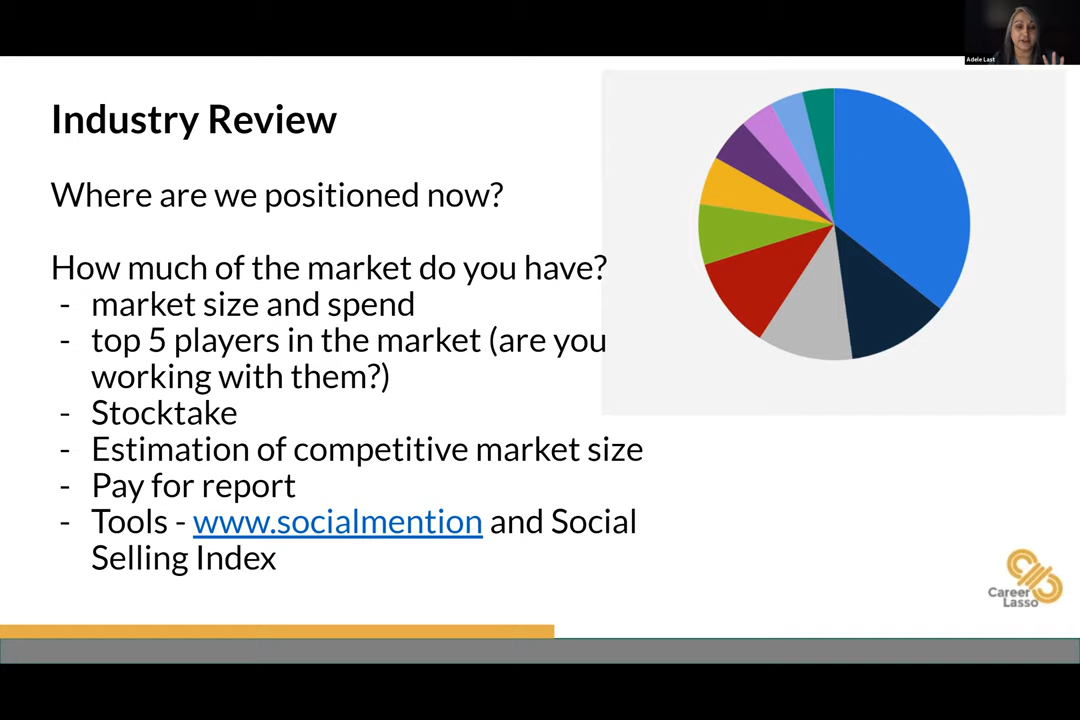 Adele Last
Industry Review
Where are we positioned now?
How much of the market do you have?
- market size and spend
- top 5 players in the market (are you
working with them?)
- Stocktake
- Estimation of competitive market size
- Pay for report
- Tools - www.socialmention and Social
Selling Index
Career
Lasso